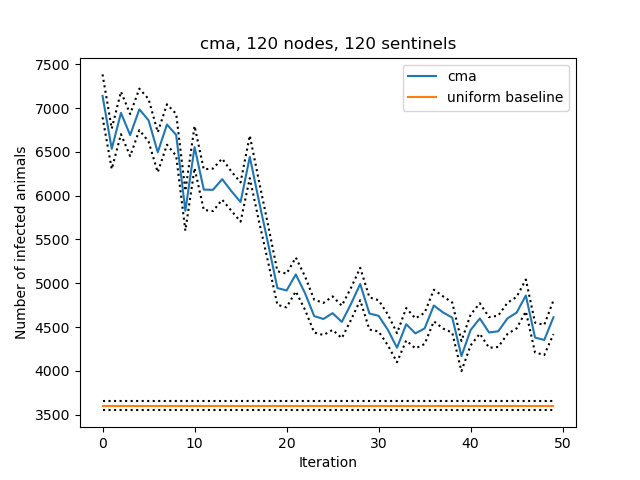 cma, 120 nodes, 120 sentinels
cma
uniform baseline
7500
7000
6500
6000
5500
5000
4500
4000
3500
Number of infected animals
0 10 20 30 40 50
Iteration